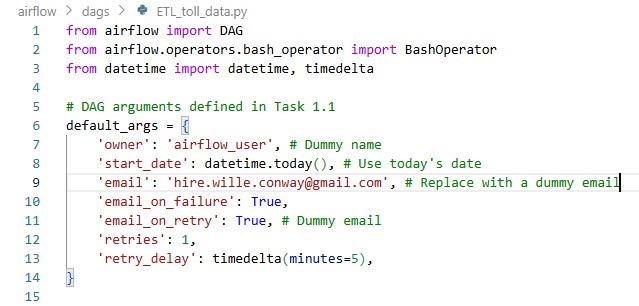 airflow > dags > ETL_toll_data.py
1 from airflow import DAG
2 from airflow.operators.bash_operator import BashOperator
3 from datetime import datetime, timedelta
4
5 # DAG arguments defined in Task 1.1
6 default_args = {
7     'owner': 'airflow_user', # Dummy name
8     'start_date': datetime.today(), # Use today's date
9     'email': 'hire.wille.conway@gmail.com', # Replace with a dummy email
10     'email_on_failure': True,
11     'email_on_retry': True, # Dummy email
12     'retries': 1,
13     'retry_delay': timedelta(minutes=5),
14 }
15